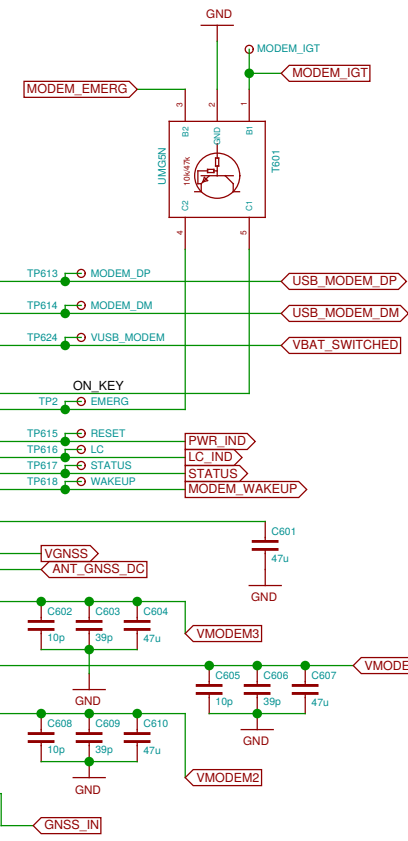 GND
MODEM_IGT
MODEM_IGT
MODEM_EMERG
3
2
1
B2
GND
B1
UMG5N
10k/47k
T601
C2
C1
4
5
TP613 MODEM_DP USB_MODEM_DP
TP614 MODEM_DM USB_MODEM_DM
TP624 VUSB_MODEM VBAT_SWITCHED
ON_KEY
TP2 EMERG
TP615 RESET PWR_IND
TP616 LC LC_IND
TP617 STATUS STATUS
TP618 WAKEUP MODEM_WAKEUP
C601
47u
GND
VGNSS
ANT_GNSS_DC
C602 C603 C604
10p 39p 47u
VMODEM3
GND
VMODE
C605 C606 C607
10p 39p 47u
GND
C608 C609 C610
10p 39p 47u
VMODEM2
GND
GNSS_IN